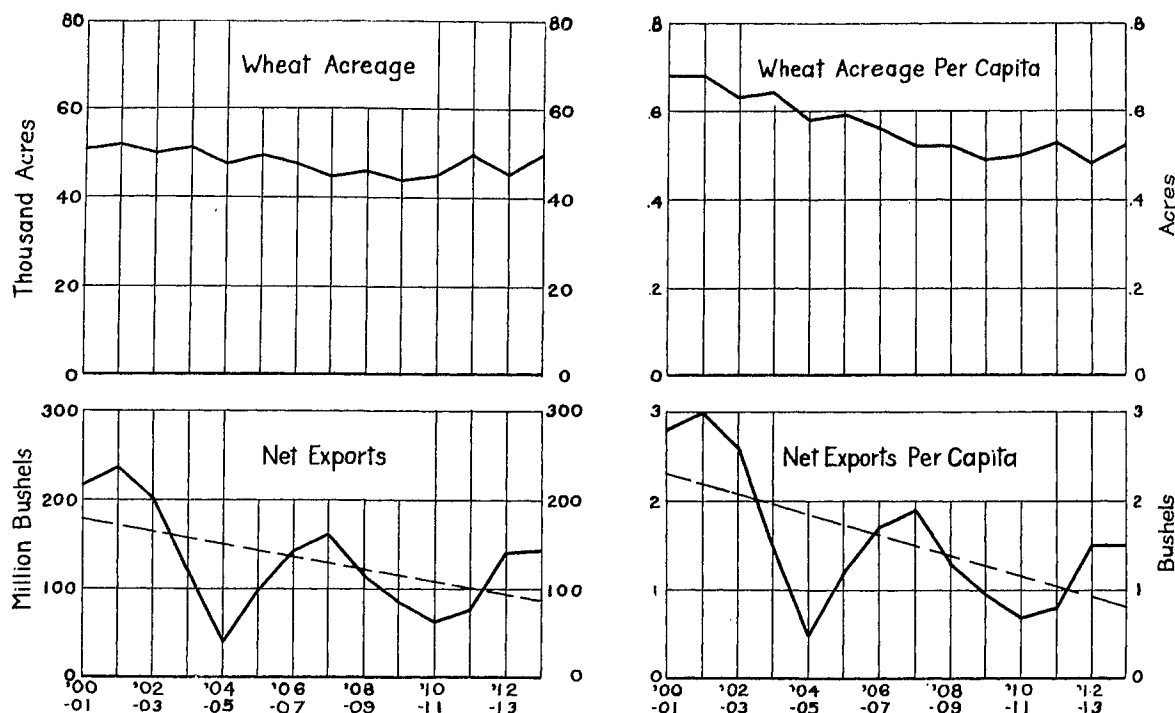 80 80
Wheat Acreage
60 60
40 40
20 20
0 0
Thousand Acres
.8 .8
Wheat Acreage Per Capita
.6 .6
.4 .4
.2 .2
0 0
Acres
300 300
Net Exports
200 200
100 100
0 0
Million Bushels
'00 '02 '04 '06 '08 '10 '12
-01 -03 -05 -07 -09 -11 -13
3 3
Net Exports Per Capita
2 2
1 1
0 0
Bushels
'00 '02 '04 '06 '08 '10 '12
-01 -03 -05 -07 -09 -11 -13